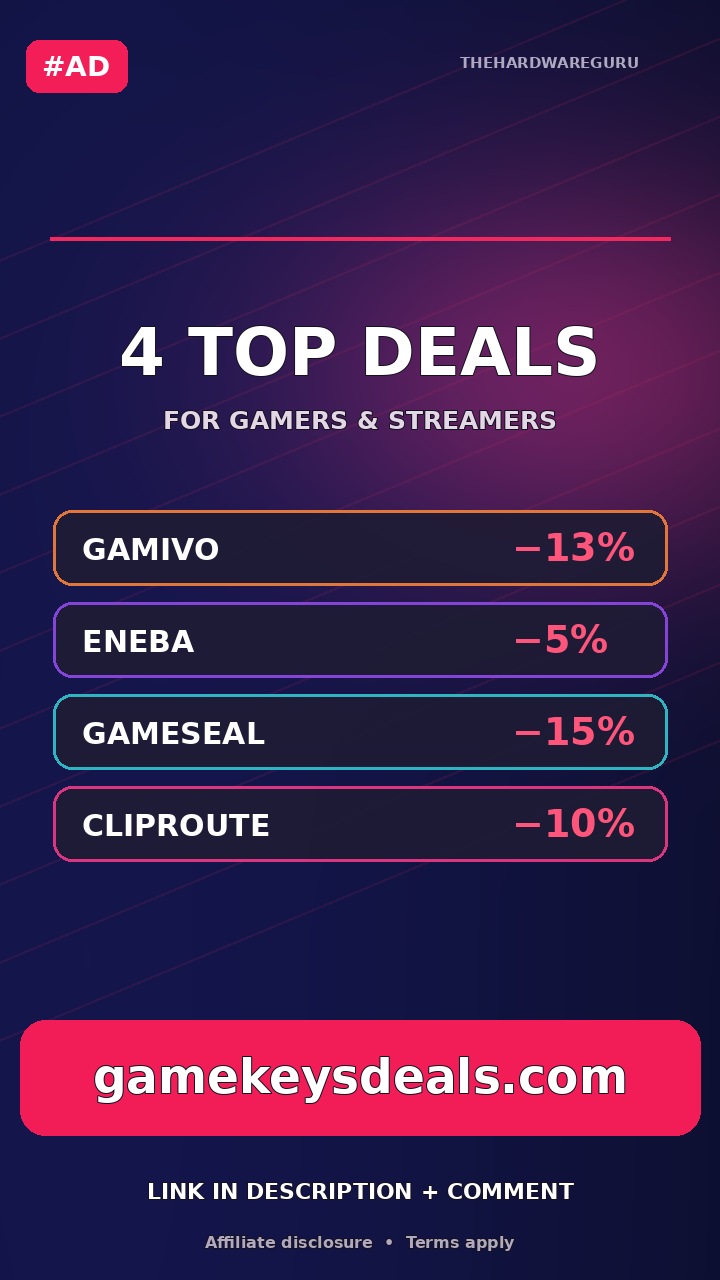 #AD
THEHARDWAREGURU
4 TOP DEALS
FOR GAMERS & STREAMERS
GAMIVO −13%
ENEBA −5%
GAMESEAL −15%
CLIPROUTE −10%
gamekeysdeals.com
LINK IN DESCRIPTION + COMMENT
Affiliate disclosure • Terms apply